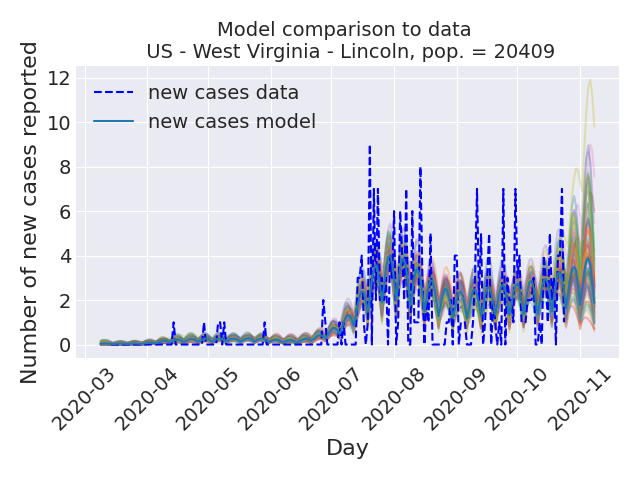 Model comparison to data
US - West Virginia - Lincoln, pop. = 20409
Number of new cases reported
12
10
8
6
4
2
0
new cases data
new cases model
2020-03
2020-04
2020-05
2020-06
2020-07
2020-08
2020-09
2020-10
2020-11
Day